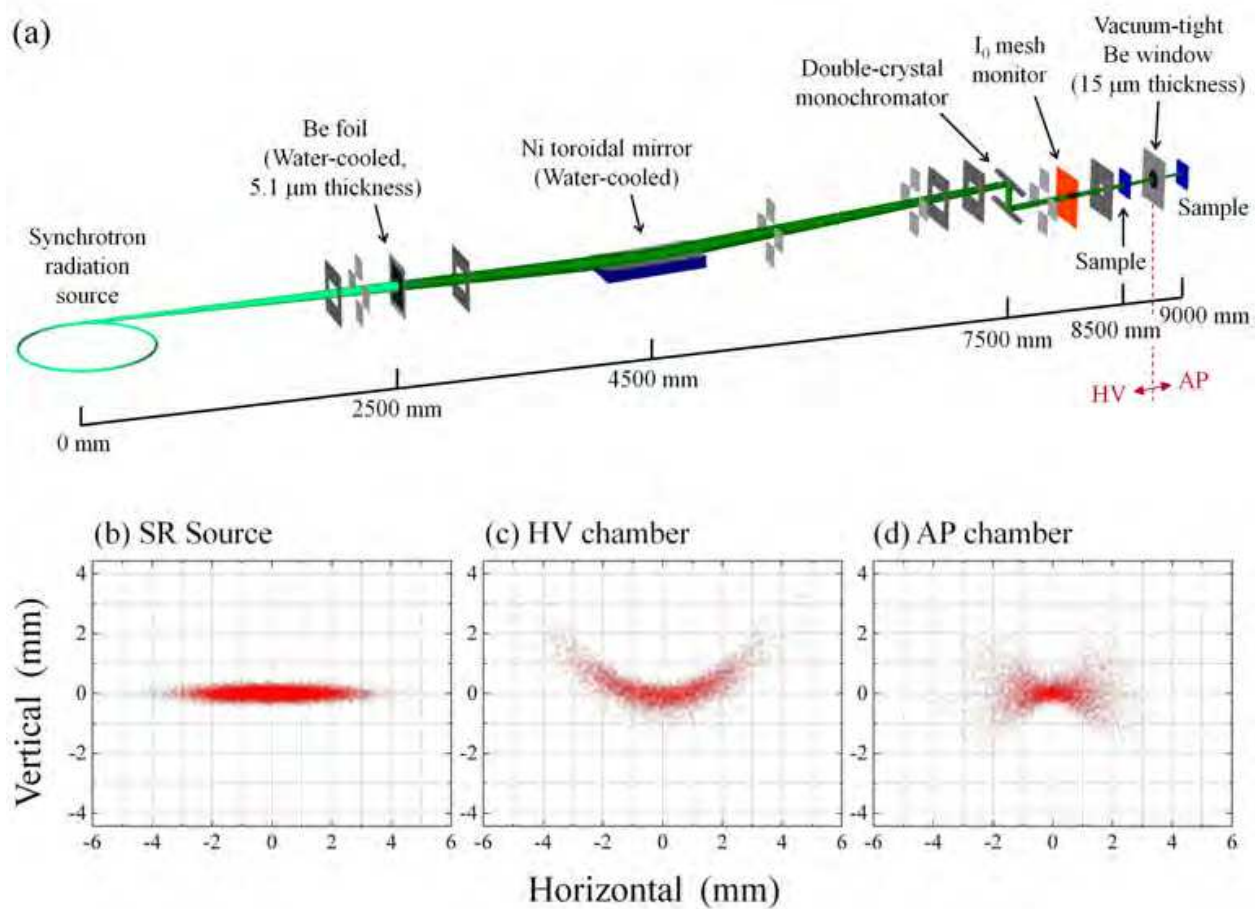 (a)
Synchrotron
radiation
source
Be foil
(Water-cooled,
5.1 μm thickness)
Ni toroidal mirror
(Water-cooled)
Double-crystal
monochromator
I₀ mesh
monitor
Vacuum-tight
Be window
(15 μm thickness)
Sample
Sample
0 mm
2500 mm
4500 mm
7500 mm
8500 mm
9000 mm
HV
AP
(b) SR Source
(c) HV chamber
(d) AP chamber
Vertical (mm)
4
2
0
-2
-4
4
2
0
-2
-4
4
2
0
-2
-4
-6 -4 -2 0 2 4 6
-6 -4 -2 0 2 4 6
-6 -4 -2 0 2 4 6
Horizontal (mm)